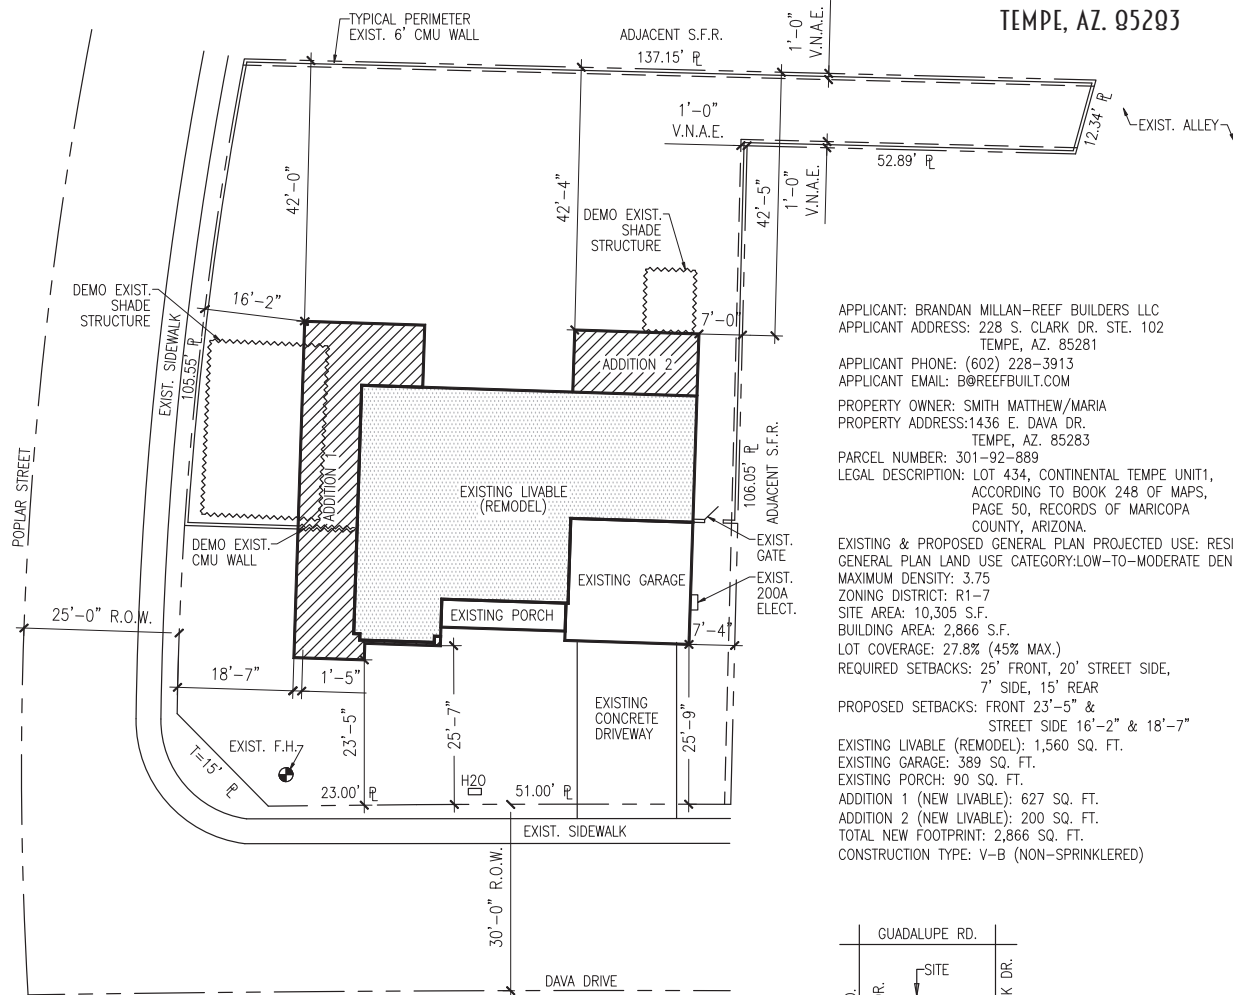 TEMPE, AZ. 85283
TYPICAL PERIMETER
EXIST. 6' CMU WALL
ADJACENT S.F.R.
137.15' PL
1'-0"
V.N.A.E.
12.34' PL
EXIST. ALLEY
1'-0"
V.N.A.E.
52.89' PL
1'-0"
V.N.A.E.
42'-0"
42'-4"
42'-5"
DEMO EXIST.
SHADE
STRUCTURE
DEMO EXIST.
SHADE
STRUCTURE
16'-2"
7'-0"
EXIST. SIDEWALK
105.55' PL
ADDITION 2
ADDITION 1
EXISTING LIVABLE
(REMODEL)
106.05' PL
ADJACENT S.F.R.
POPLAR STREET
DEMO EXIST.
CMU WALL
EXIST.
GATE
EXISTING GARAGE
EXIST.
200A
ELECT.
EXISTING PORCH
25'-0" R.O.W.
7'-4"
18'-7"
1'-5"
EXISTING
CONCRETE
DRIVEWAY
23'-5"
25'-7"
25'-9"
EXIST. F.H.
T=15' PL
H2O
23.00' PL
51.00' PL
EXIST. SIDEWALK
30'-0" R.O.W.
DAVA DRIVE
APPLICANT: BRANDAN MILLAN-REEF BUILDERS LLC
APPLICANT ADDRESS: 228 S. CLARK DR. STE. 102
TEMPE, AZ. 85281
APPLICANT PHONE: (602) 228-3913
APPLICANT EMAIL: B@REEFBUILT.COM
PROPERTY OWNER: SMITH MATTHEW/MARIA
PROPERTY ADDRESS:1436 E. DAVA DR.
TEMPE, AZ. 85283
PARCEL NUMBER: 301-92-889
LEGAL DESCRIPTION: LOT 434, CONTINENTAL TEMPE UNIT1,
ACCORDING TO BOOK 248 OF MAPS,
PAGE 50, RECORDS OF MARICOPA
COUNTY, ARIZONA.
EXISTING & PROPOSED GENERAL PLAN PROJECTED USE: RESI
GENERAL PLAN LAND USE CATEGORY:LOW-TO-MODERATE DEN
MAXIMUM DENSITY: 3.75
ZONING DISTRICT: R1-7
SITE AREA: 10,305 S.F.
BUILDING AREA: 2,866 S.F.
LOT COVERAGE: 27.8% (45% MAX.)
REQUIRED SETBACKS: 25' FRONT, 20' STREET SIDE,
7' SIDE, 15' REAR
PROPOSED SETBACKS: FRONT 23'-5" &
STREET SIDE 16'-2" & 18'-7"
EXISTING LIVABLE (REMODEL): 1,560 SQ. FT.
EXISTING GARAGE: 389 SQ. FT.
EXISTING PORCH: 90 SQ. FT.
ADDITION 1 (NEW LIVABLE): 627 SQ. FT.
ADDITION 2 (NEW LIVABLE): 200 SQ. FT.
TOTAL NEW FOOTPRINT: 2,866 SQ. FT.
CONSTRUCTION TYPE: V-B (NON-SPRINKLERED)
GUADALUPE RD.
SITE
D.
DR.
K DR.